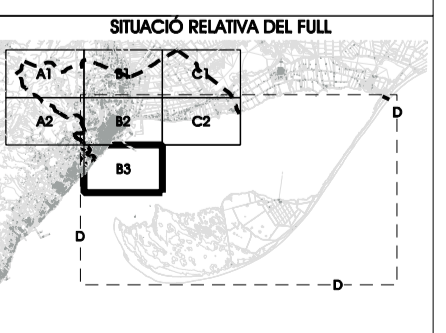 SITUACIÓ RELATIVA DEL FULL
A1 B1 C1
A2 B2 C2 D
B3
D
D